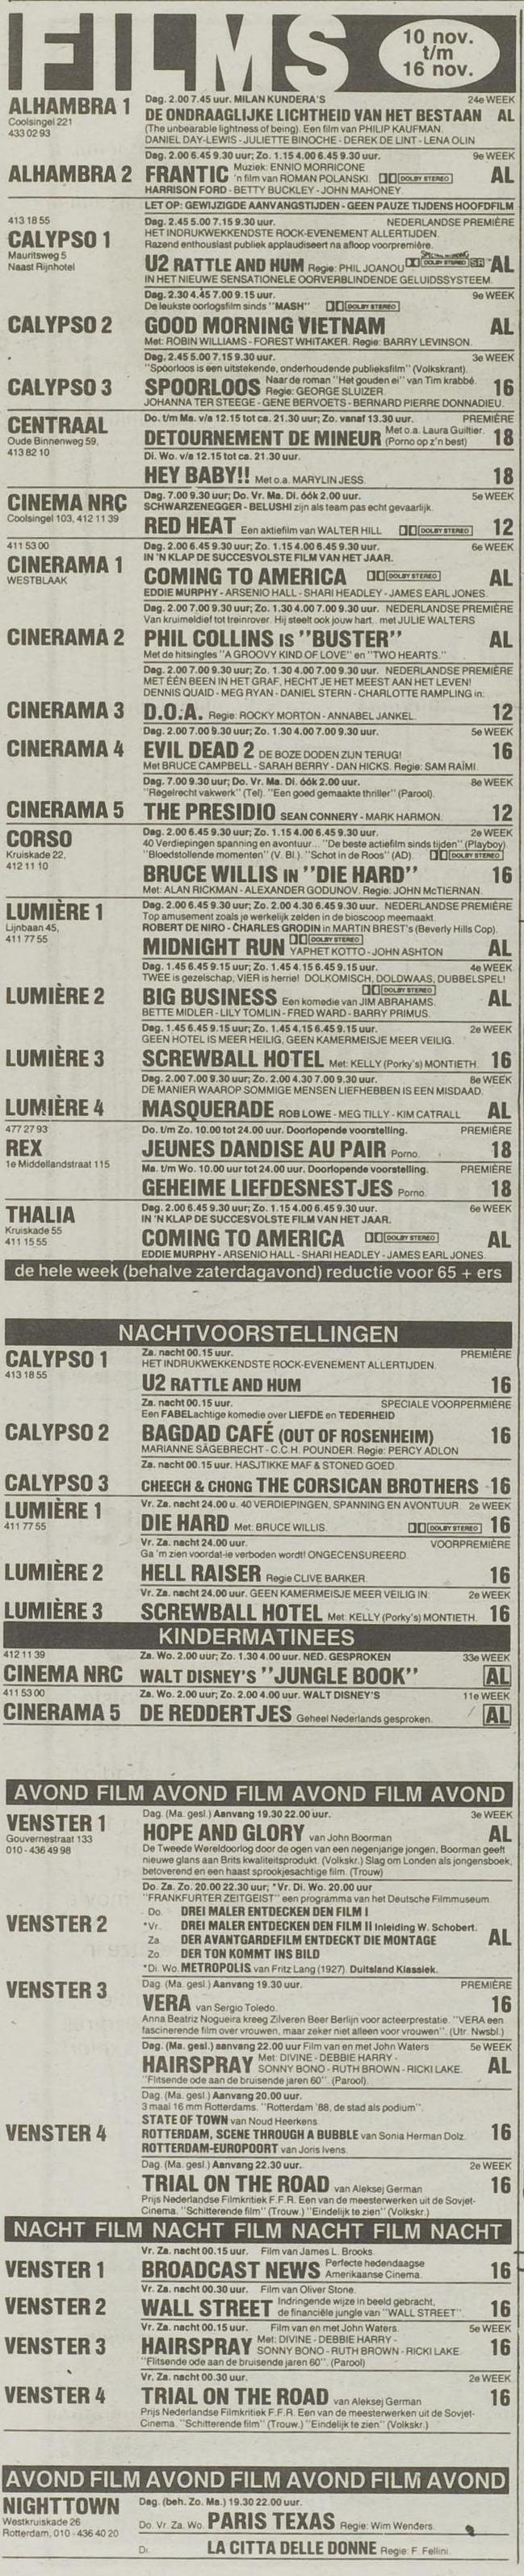 FILMS
10 nov.
t/m
16 nov.
ALHAMBRA 1
Coolsingel 221
433 02 93
Dag. 2.00 7.45 uur. MILAN KUNDERA'S 24e WEEK
DE ONDRAAGLIJKE LICHTHEID VAN HET BESTAAN AL
(The unbearable lightness of being). Een film van PHILIP KAUFMAN.
DANIEL DAY-LEWIS - JULIETTE BINOCHE - DEREK DE LINT - LENA OLIN
Dag. 2.00 6.45 9.30 uur; Zo. 1.15 4.00 6.45 9.30 uur. 9e WEEK
ALHAMBRA 2 FRANTIC Muziek: ENNIO MORRICONE
'n film van ROMAN POLANSKI. DOLBY STEREO AL
HARRISON FORD - BETTY BUCKLEY - JOHN MAHONEY.
LET OP: GEWIJZIGDE AANVANGSTIJDEN - GEEN PAUZE TIJDENS HOOFDFILM
413 18 55
CALYPSO 1
Mauritsweg 5
Naast Rijnhotel
Dag. 2.45 5.00 7.15 9.30 uur. NEDERLANDSE PREMIÈRE
HET INDRUKWEKKENDSTE ROCK-EVENEMENT ALLERTIJDEN.
Razend enthousiast publiek applaudiseert na afloop voorpremière.
U2 RATTLE AND HUM Regie: PHIL JOANOU DOLBY STEREO SR AL
IN HET NIEUWE SENSATIONELE OORVERBLINDENDE GELUIDSSYSTEEM.
Dag. 2.30 4.45 7.00 9.15 uur. 9e WEEK
De leukste oorlogsfilm sinds "MASH" DOLBY STEREO
CALYPSO 2 GOOD MORNING VIETNAM AL
Met: ROBIN WILLIAMS - FOREST WHITAKER. Regie: BARRY LEVINSON.
Dag. 2.45 5.00 7.15 9.30 uur. 3e WEEK
"Spoorloos is een uitstekende, onderhoudende publieksfilm" (Volkskrant).
CALYPSO 3 SPOORLOOS Naar de roman "Het gouden ei" van Tim krabbé.
Regie: GEORGE SLUIZER. 16
JOHANNA TER STEEGE - GENE BERVOETS - BERNARD PIERRE DONNADIEU.
CENTRAAL
Oude Binnenweg 59,
413 82 10
Do. t/m Ma. v/a 12.15 tot ca. 21.30 uur; Zo. vanaf 13.30 uur. PREMIÈRE
DETOURNEMENT DE MINEUR Met o.a. Laura Guiltier.
(Porno op z'n best) 18
Di. Wo. v/a 12.15 tot ca. 21.30 uur.
HEY BABY!! Met o.a. MARYLIN JESS. 18
CINEMA NRC
Coolsingel 103, 412 11 39
Dag. 7.00 9.30 uur; Do. Vr. Ma. Di. óók 2.00 uur. 5e WEEK
SCHWARZENEGGER - BELUSHI zijn als team pas echt gevaarlijk.
RED HEAT Een aktiefilm van WALTER HILL DOLBY STEREO 12
411 53 00
CINERAMA 1
WESTBLAAK
Dag. 2.00 6.45 9.30 uur; Zo. 1.15 4.00 6.45 9.30 uur. 6e WEEK
IN 'N KLAP DE SUCCESVOLSTE FILM VAN HET JAAR.
COMING TO AMERICA DOLBY STEREO AL
EDDIE MURPHY - ARSENIO HALL - SHARI HEADLEY - JAMES EARL JONES.
Dag. 2.00 7.00 9.30 uur; Zo. 1.30 4.00 7.00 9.30 uur. NEDERLANDSE PREMIÈRE
Van kruimeldief tot treinrover. Hij steelt ook jouw hart.. met JULIE WALTERS
CINERAMA 2 PHIL COLLINS IS "BUSTER" AL
Met de hitsingles "A GROOVY KIND OF LOVE" en "TWO HEARTS."
Dag. 2.00 7.00 9.30 uur; Zo. 1.30 4.00 7.00 9.30 uur. NEDERLANDSE PREMIÈRE
MET ÉÉN BEEN IN HET GRAF, HECHT JE HET MEEST AAN HET LEVEN!
DENNIS QUAID - MEG RYAN - DANIEL STERN - CHARLOTTE RAMPLING in:
CINERAMA 3 D.O.A. Regie: ROCKY MORTON - ANNABEL JANKEL. 12
Dag. 2.00 7.00 9.30 uur; Zo. 1.30 4.00 7.00 9.30 uur. 5e WEEK
CINERAMA 4 EVIL DEAD 2 DE BOZE DODEN ZIJN TERUG! 16
Met BRUCE CAMPBELL - SARAH BERRY - DAN HICKS. Regie: SAM RAIMI.
Dag. 7.00 9.30 uur; Do. Vr. Ma. Di. óók 2.00 uur. 8e WEEK
"Regelrecht vakwerk" (Tel). "Een goed gemaakte thriller" (Parool).
CINERAMA 5 THE PRESIDIO SEAN CONNERY - MARK HARMON. 12
CORSO
Kruiskade 22,
412 11 10
Dag. 2.00 6.45 9.30 uur; Zo. 1.15 4.00 6.45 9.30 uur. 2e WEEK
40 Verdiepingen spanning en avontuur... "De beste actiefilm sinds tijden" (Playboy)
"Bloedstollende momenten" (V. Bl.). "Schot in de Roos" (AD). DOLBY STEREO
BRUCE WILLIS IN "DIE HARD" 16
Met: ALAN RICKMAN - ALEXANDER GODUNOV. Regie: JOHN McTIERNAN.
LUMIÈRE 1
Lijnbaan 45,
411 77 55
Dag. 2.00 6.45 9.30 uur; Zo. 2.00 4.30 6.45 9.30 uur. NEDERLANDSE PREMIÈRE
Top amusement zoals je werkelijk zelden in de bioscoop meemaakt.
ROBERT DE NIRO - CHARLES GRODIN in MARTIN BREST's (Beverly Hills Cop).
MIDNIGHT RUN DOLBY STEREO
YAPHET KOTTO - JOHN ASHTON AL
Dag. 1.45 6.45 9.15 uur; Zo. 1.45 4.15 6.45 9.15 uur. 4e WEEK
TWEE is gezelschap, VIER is herrie! DOLKOMISCH, DOLDWAAS, DUBBELSPEL!
LUMIÈRE 2 BIG BUSINESS DOLBY STEREO
Een komedie van JIM ABRAHAMS. AL
BETTE MIDLER - LILY TOMLIN - FRED WARD - BARRY PRIMUS.
Dag. 1.45 6.45 9.15 uur; Zo. 1.45 4.15 6.45 9.15 uur. 2e WEEK
GEEN HOTEL IS MEER HEILIG, GEEN KAMERMEISJE MEER VEILIG.
LUMIÈRE 3 SCREWBALL HOTEL Met: KELLY (Porky's) MONTIETH. 16
Dag. 2.00 7.00 9.30 uur; Zo. 2.00 4.30 7.00 9.30 uur. 8e WEEK
DE MANIER WAAROP SOMMIGE MENSEN LIEFHEBBEN IS EEN MISDAAD.
LUMIÈRE 4 MASQUERADE ROB LOWE - MEG TILLY - KIM CATRALL AL
477 27 93
REX
1e Middellandstraat 115
Do. t/m Zo. 10.00 tot 24.00 uur. Doorlopende voorstelling. PREMIÈRE
JEUNES DANDISE AU PAIR Porno. 18
Ma. t/m Wo. 10.00 uur tot 24.00 uur. Doorlopende voorstelling. PREMIÈRE
GEHEIME LIEFDESNESTJES Porno. 18
THALIA
Kruiskade 55
411 15 55
Dag. 2.00 6.45 9.30 uur; Zo. 1.15 4.00 6.45 9.30 uur. 6e WEEK
IN 'N KLAP DE SUCCESVOLSTE FILM VAN HET JAAR.
COMING TO AMERICA DOLBY STEREO AL
EDDIE MURPHY - ARSENIO HALL - SHARI HEADLEY - JAMES EARL JONES.
de hele week (behalve zaterdagavond) reductie voor 65 + ers
NACHTVOORSTELLINGEN
CALYPSO 1
413 18 55
Za. nacht 00.15 uur. PREMIÈRE
HET INDRUKWEKKENDSTE ROCK-EVENEMENT ALLERTIJDEN.
U2 RATTLE AND HUM 16
Za. nacht 00.15 uur. SPECIALE VOORPERMIÈRE
Een FABELachtige komedie over LIEFDE en TEDERHEID
CALYPSO 2 BAGDAD CAFÉ (OUT OF ROSENHEIM) 16
MARIANNE SÄGEBRECHT - C.C.H. POUNDER. Regie: PERCY ADLON
Za. nacht 00.15 uur. HASJTIKKE MAF & STONED GOED.
CALYPSO 3 CHEECH & CHONG THE CORSICAN BROTHERS 16
LUMIÈRE 1
411 77 55
Vr. Za. nacht 24.00 u. 40 VERDIEPINGEN, SPANNING EN AVONTUUR. 2e WEEK
DIE HARD Met: BRUCE WILLIS. DOLBY STEREO 16
Vr. Za. nacht 24.00 uur. VOORPREMIÈRE
Ga 'm zien voordat-ie verboden wordt! ONGECENSUREERD.
LUMIÈRE 2 HELL RAISER Regie CLIVE BARKER. 16
Vr. Za. nacht 24.00 uur. GEEN KAMERMEISJE MEER VEILIG IN: 2e WEEK
LUMIÈRE 3 SCREWBALL HOTEL Met: KELLY (Porky's) MONTIETH. 16
KINDERMATINEES
412 11 39 Za. Wo. 2.00 uur; Zo. 1.30 4.00 uur. NED. GESPROKEN 33e WEEK
CINEMA NRC WALT DISNEY'S "JUNGLE BOOK" AL
411 53 00 Za. Wo. 2.00 uur; Zo. 2.00 4.00 uur. WALT DISNEY'S 11e WEEK
CINERAMA 5 DE REDDERTJES Geheel Nederlands gesproken. AL
AVOND FILM AVOND FILM AVOND FILM AVOND
VENSTER 1
Gouvernestraat 133
010 - 436 49 98
Dag. (Ma. gesl.) Aanvang 19.30 22.00 uur. 3e WEEK
HOPE AND GLORY van John Boorman AL
De Tweede Wereldoorlog door de ogen van een negenjarige jongen, Boorman geeft
nieuwe glans aan Brits kwaliteitsprodukt. (Volkskr.) Slag om Londen als jongensboek,
betoverend en een haast sprookjesachtige film. (Trouw)
VENSTER 2
Do. Za. Zo. 20.00 22.30 uur; *Vr. Di. Wo. 20.00 uur
"FRANKFURTER ZEITGEIST" een programma van het Deutsche Filmmuseum.
Do. DREI MALER ENTDECKEN DEN FILM I
*Vr. DREI MALER ENTDECKEN DEN FILM II Inleiding W. Schobert.
Za. DER AVANTGARDEFILM ENTDECKT DIE MONTAGE AL
Zo. DER TON KOMMT INS BILD
*Di. Wo. METROPOLIS van Fritz Lang (1927). Duitsland Klassiek.
VENSTER 3
Dag. (Ma. gesl.) Aanvang 19.30 uur. PREMIÈRE
VERA van Sergio Toledo. 16
Anna Beatriz Nogueira kreeg Zilveren Beer Berlijn voor acteerprestatie. "VERA een
fascinerende film over vrouwen, maar zeker niet alleen voor vrouwen". (Utr. Nwsbl.)
Dag. (Ma. gesl.) aanvang 22.00 uur Film van en met John Waters 5e WEEK
HAIRSPRAY Met: DIVINE - DEBBIE HARRY -
SONNY BONO - RUTH BROWN - RICKI LAKE. AL
"Flitsende ode aan de bruisende jaren 60". (Parool).
VENSTER 4
Dag. (Ma. gesl.) Aanvang 20.00 uur.
3 maal 16 mm Rotterdams. "Rotterdam '88, de stad als podium".
STATE OF TOWN van Noud Heerkens.
ROTTERDAM, SCENE THROUGH A BUBBLE van Sonia Herman Dolz. 16
ROTTERDAM-EUROPOORT van Joris Ivens.
Dag. (Ma. gesl.) Aanvang 22.30 uur. 2e WEEK
TRIAL ON THE ROAD van Aleksej German 16
Prijs Nederlandse Filmkritiek F.F.R. Een van de meesterwerken uit de Sovjet-
Cinema. "Schitterende film" (Trouw.) "Eindelijk te zien" (Volkskr.)
NACHT FILM NACHT FILM NACHT FILM NACHT
Vr. Za. nacht 00.15 uur. Film van James L. Brooks.
VENSTER 1 BROADCAST NEWS Perfecte hedendaagse
Amerikaanse Cinema. 16
Vr. Za. nacht 00.30 uur. Film van Oliver Stone.
VENSTER 2 WALL STREET Indringende wijze in beeld gebracht,
de financiële jungle van "WALL STREET". 16
Vr. Za. nacht 00.15 uur. Film van en met John Waters. 5e WEEK
VENSTER 3 HAIRSPRAY Met: DIVINE - DEBBIE HARRY -
SONNY BONO - RUTH BROWN - RICKI LAKE 16
"Flitsende ode aan de bruisende jaren 60". (Parool)
Vr. Za. nacht 00.30 uur. 2e WEEK
VENSTER 4 TRIAL ON THE ROAD van Aleksej German 16
Prijs Nederlandse Filmkritiek F.F.R. Een van de meesterwerken uit de Sovjet-
Cinema. "Schitterende film" (Trouw.) "Eindelijk te zien" (Volkskr.)
AVOND FILM AVOND FILM AVOND FILM AVOND
NIGHTTOWN
Westkruiskade 26
Rotterdam, 010 - 436 40 20
Dag. (beh. Zo. Ma.) 19.30 22.00 uur.
Do. Vr. Za. Wo. PARIS TEXAS Regie: Wim Wenders.
Di. LA CITTA DELLE DONNE Regie: F. Fellini.